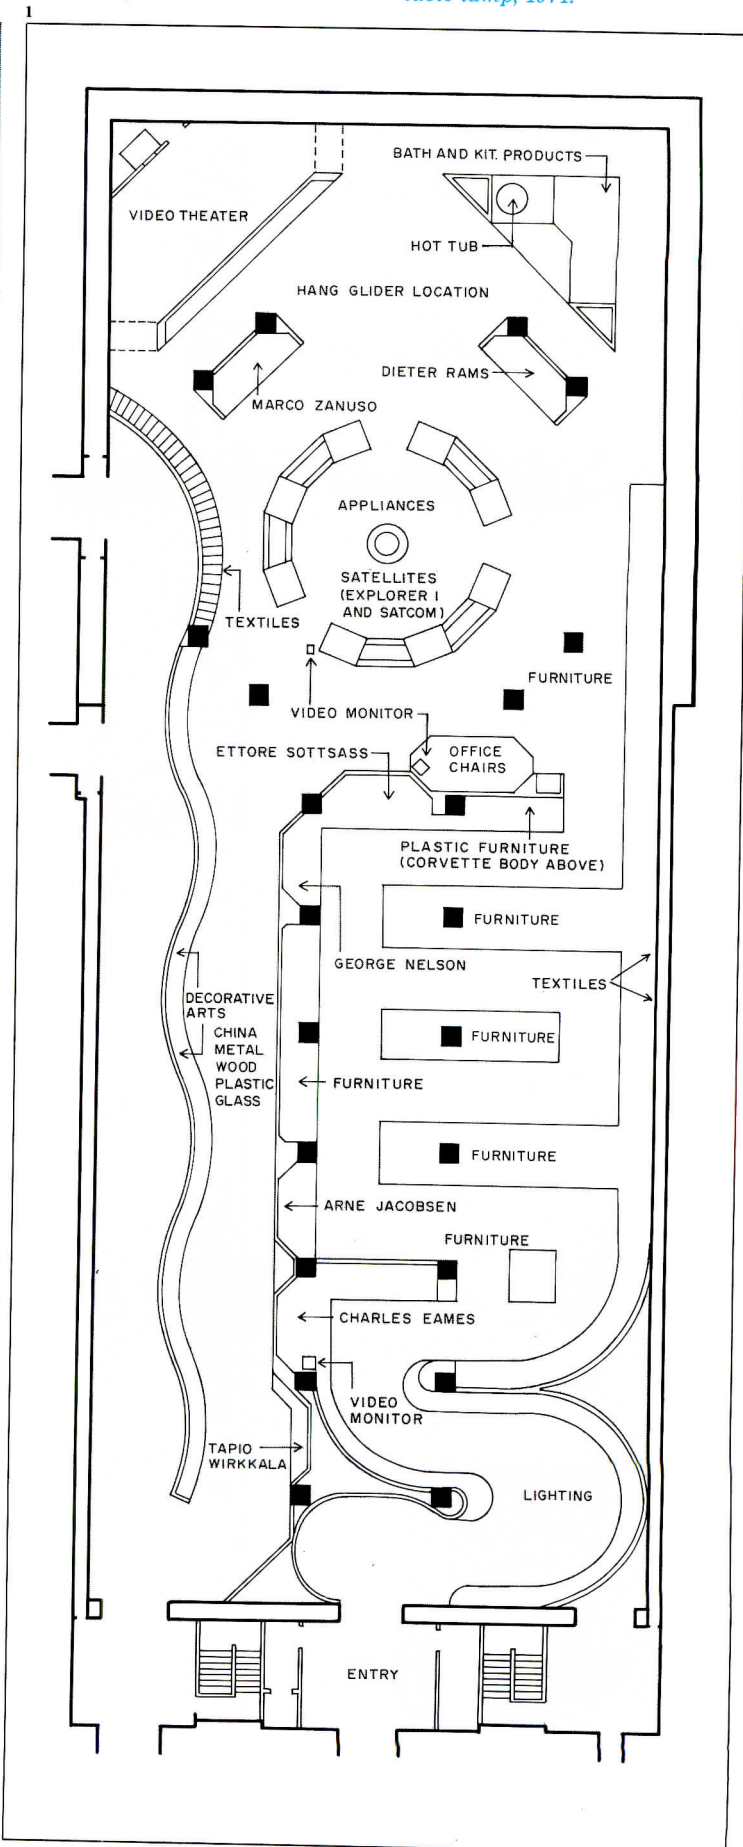 table lamp, 1971.
1
BATH AND KIT. PRODUCTS
VIDEO THEATER
HOT TUB
HANG GLIDER LOCATION
DIETER RAMS
MARCO ZANUSO
APPLIANCES
SATELLITES
(EXPLORER I
AND SATCOM)
TEXTILES
FURNITURE
VIDEO MONITOR
ETTORE SOTTSASS
OFFICE
CHAIRS
PLASTIC FURNITURE
(CORVETTE BODY ABOVE)
FURNITURE
GEORGE NELSON
TEXTILES
DECORATIVE
ARTS
CHINA
METAL
WOOD
PLASTIC
GLASS
FURNITURE
FURNITURE
FURNITURE
ARNE JACOBSEN
FURNITURE
CHARLES EAMES
VIDEO
MONITOR
TAPIO
WIRKKALA
LIGHTING
ENTRY